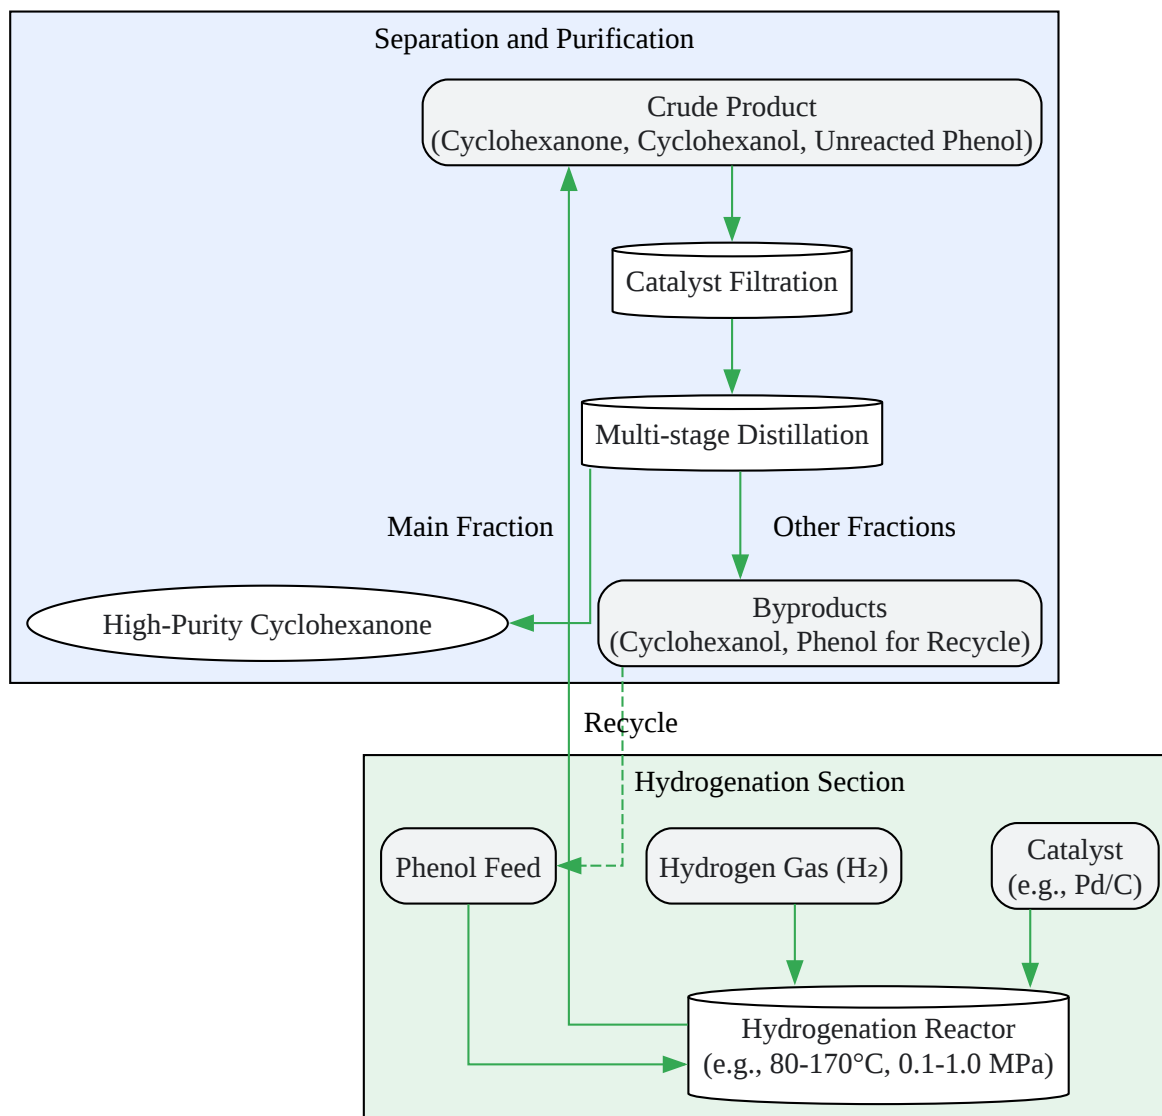 Separation and Purification
Crude Product
(Cyclohexanone, Cyclohexanol, Unreacted Phenol)
Catalyst Filtration
Multi-stage Distillation
Main Fraction
Other Fractions
High-Purity Cyclohexanone
Byproducts
(Cyclohexanol, Phenol for Recycle)
Recycle
Hydrogenation Section
Phenol Feed
Hydrogen Gas (H₂)
Catalyst
(e.g., Pd/C)
Hydrogenation Reactor
(e.g., 80-170°C, 0.1-1.0 MPa)